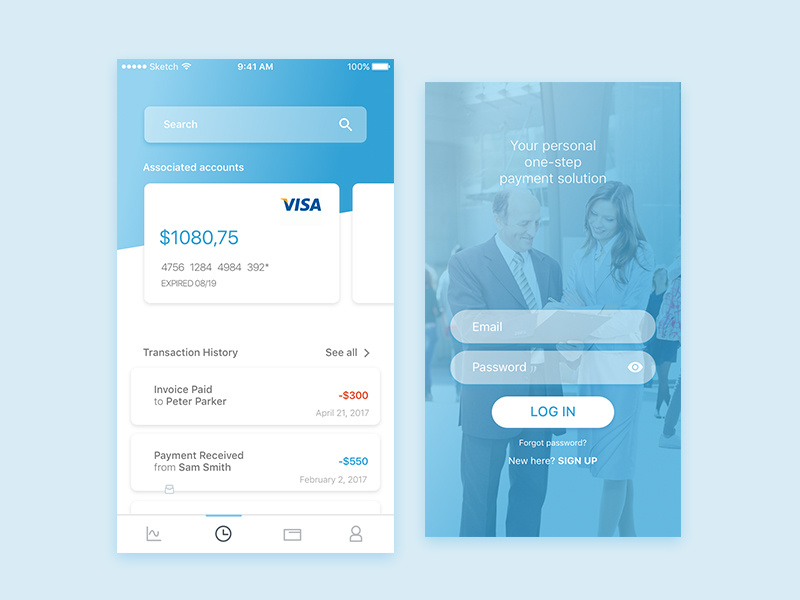 Sketch 9:41 AM 100%
Search
Associated accounts
VISA
$1080,75
4756 1284 4984 392*
EXPIRED 08/19
Transaction History See all
Invoice Paid
to Peter Parker
-$300
April 21, 2017
Payment Received
from Sam Smith
-$550
February 2, 2017
Your personal
one-step
payment solution
Email
Password
LOG IN
Forgot password?
New here? SIGN UP